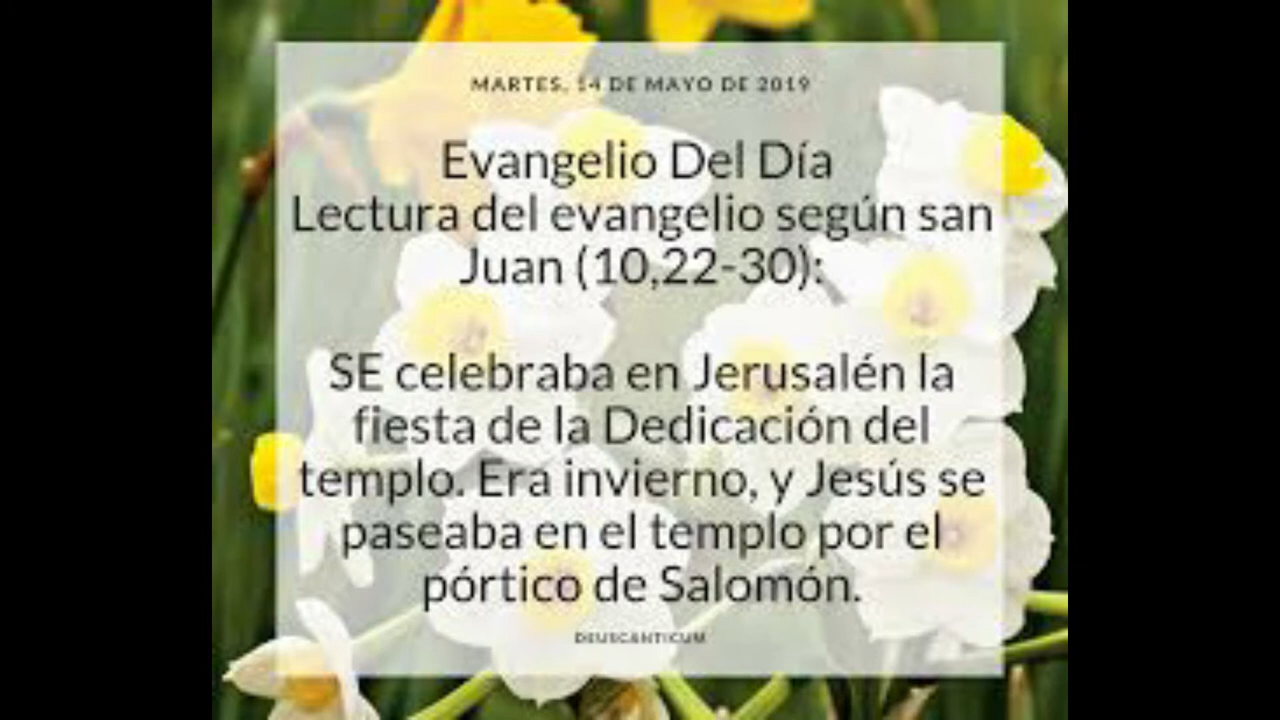 MARTES, 14 DE MAYO DE 2019
Evangelio Del Día
Lectura del evangelio según san
Juan (10,22-30):
SE celebraba en Jerusalén la
fiesta de la Dedicación del
templo. Era invierno, y Jesús se
paseaba en el templo por el
pórtico de Salomón.
DEUSCANTICUM